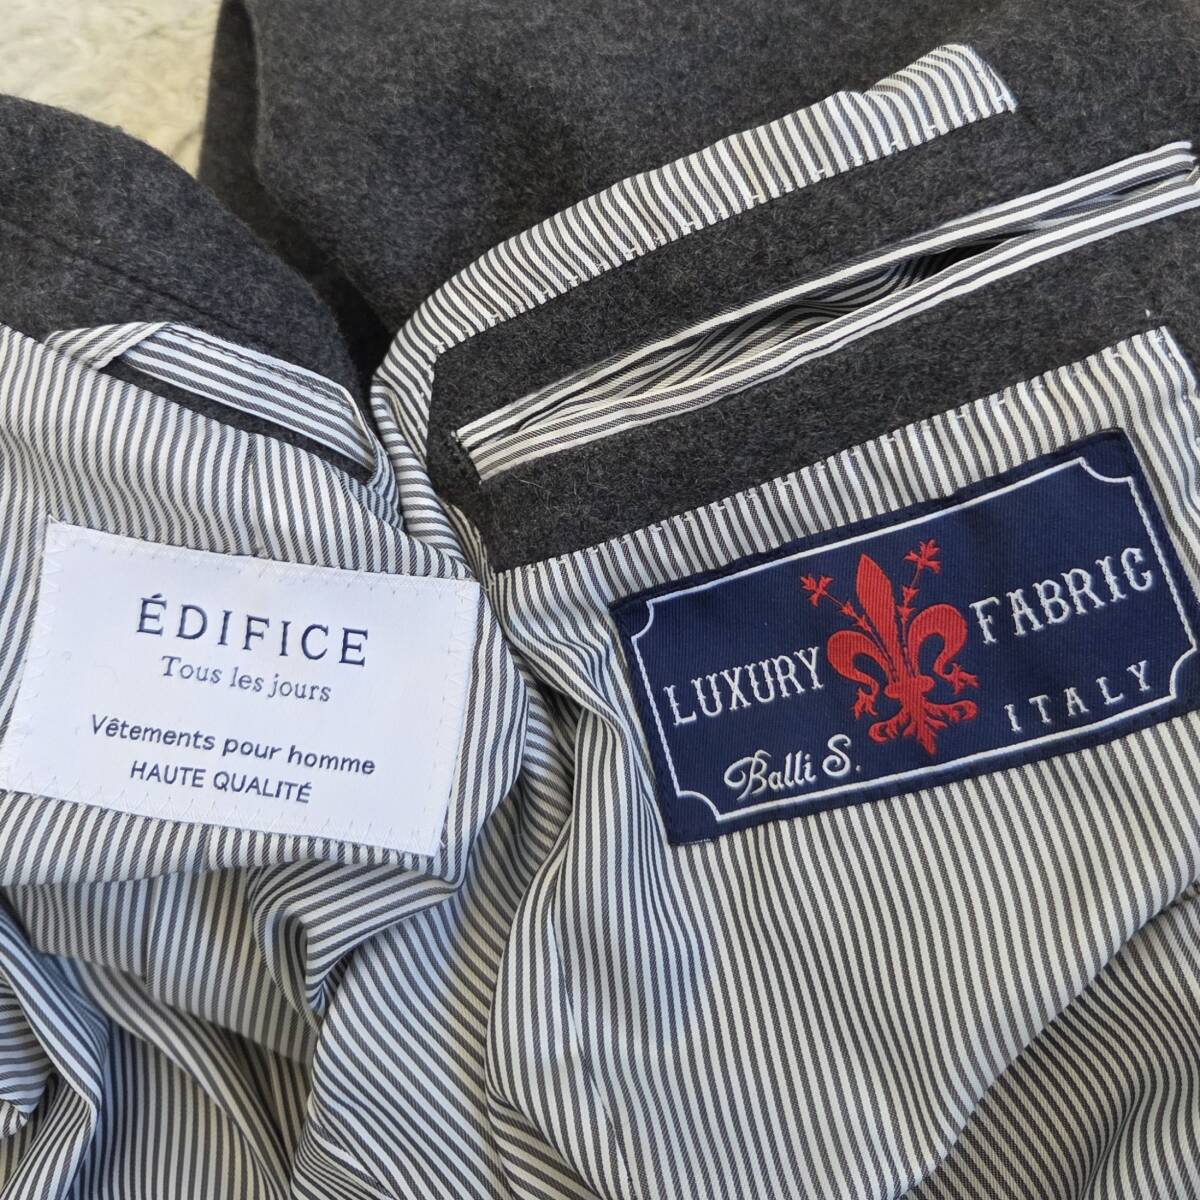 ÉDIFICE
Tous les jours
Vêtements pour homme
HAUTE QUALITÉ
LUXURY FABRIC
Balli S. ITALY